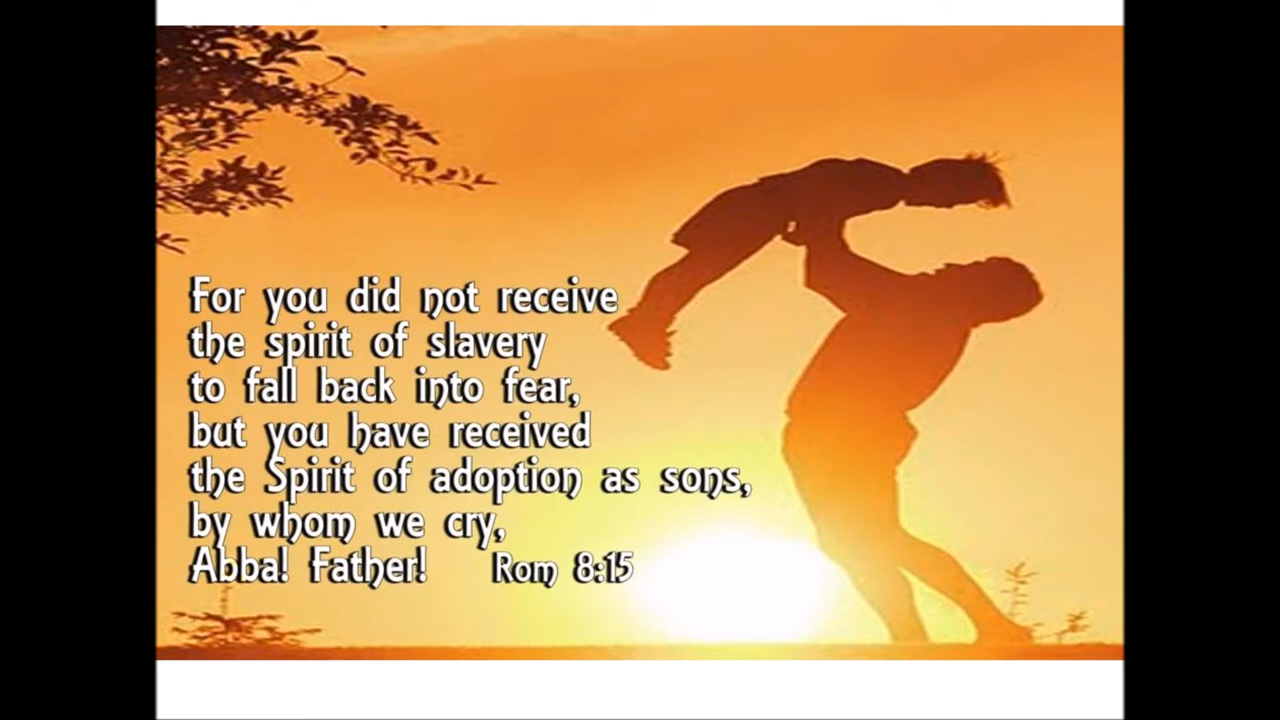 For you did not receive
the spirit of slavery
to fall back into fear,
but you have received
the Spirit of adoption as sons,
by whom we cry,
Abba! Father! Rom 8:15